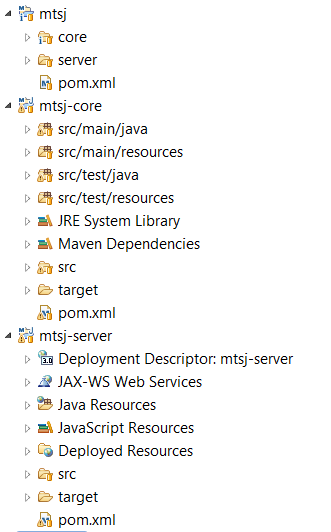 mtsj
core
server
pom.xml
mtsj-core
src/main/java
src/main/resources
src/test/java
src/test/resources
JRE System Library
Maven Dependencies
src
target
pom.xml
mtsj-server
3.0 Deployment Descriptor: mtsj-server
JAX-WS Web Services
Java Resources
JavaScript Resources
Deployed Resources
src
target
pom.xml